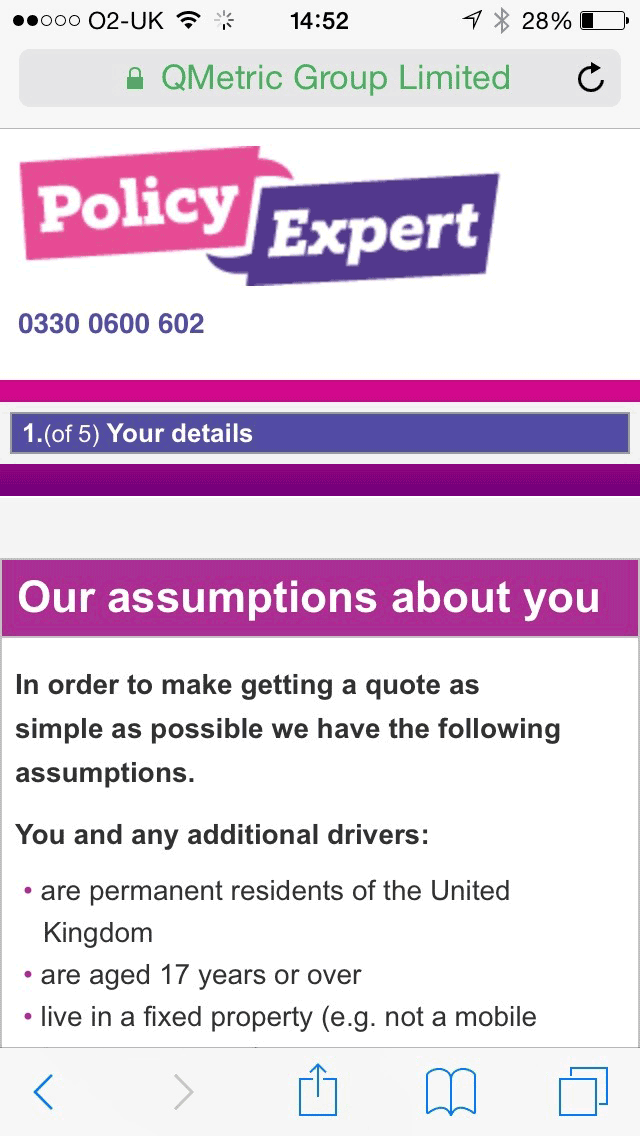 O2-UK 14:52 28%
QMetric Group Limited
Policy
Expert
0330 0600 602
1.(of 5) Your details
Our assumptions about you
In order to make getting a quote as
simple as possible we have the following
assumptions.
You and any additional drivers:
• are permanent residents of the United
Kingdom
• are aged 17 years or over
• live in a fixed property (e.g. not a mobile